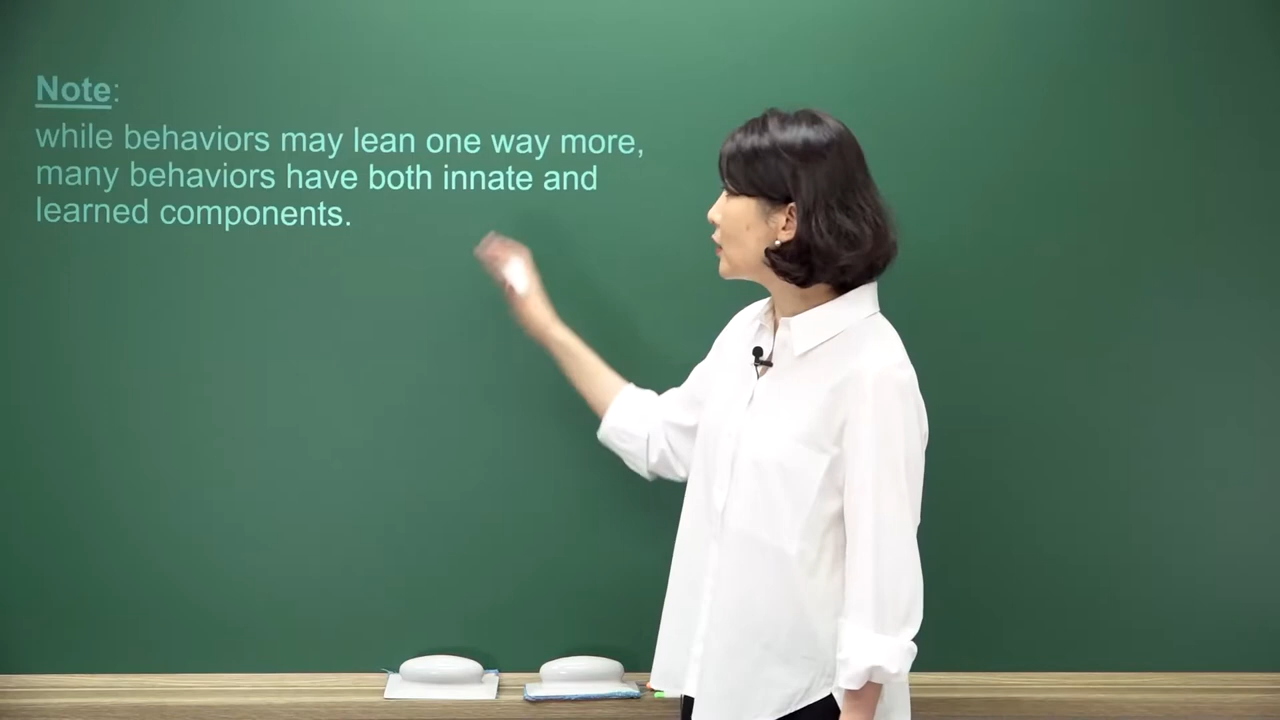 Note:
while behaviors may lean one way more,
many behaviors have both innate and
learned components.